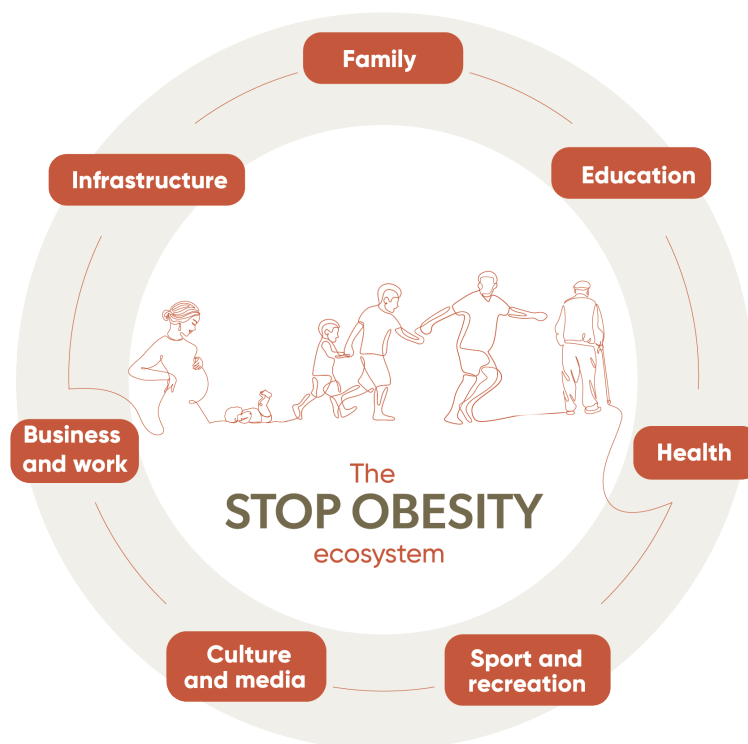 Family
Education
Infrastructure
Business
and work
Health
The
STOP OBESITY
ecosystem
Culture
and media
Sport and
recreation